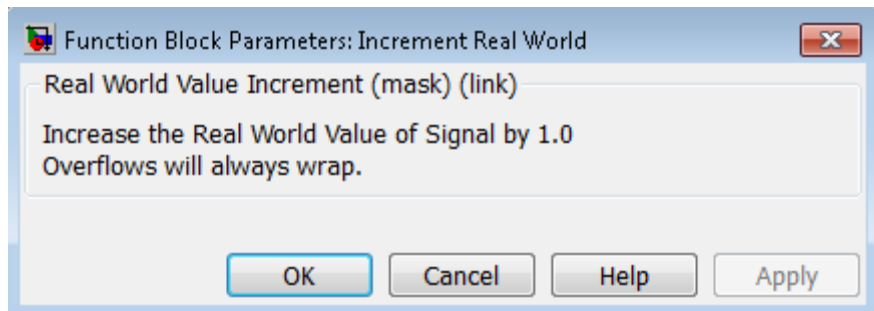 Function Block Parameters: Increment Real World
Real World Value Increment (mask) (link)
Increase the Real World Value of Signal by 1.0
Overflows will always wrap.
OK Cancel Help Apply